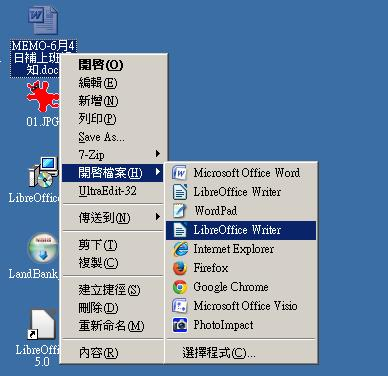 MEMO-6月4
日補上班
知.doc
01.JPG
LibreOffic
LandBank
LibreOffi
5.0
開啓(O)
編輯(E)
新增(N)
列印(P)
Save As...
7-Zip
開啓檔案(H)
UltraEdit-32
傳送到(N)
剪下(T)
複製(C)
建立捷徑(S)
刪除(D)
重新命名(M)
內容(R)
Microsoft Office Word
LibreOffice Writer
WordPad
LibreOffice Writer
Internet Explorer
Firefox
Google Chrome
Microsoft Office Visio
PhotoImpact
選擇程式(C)...